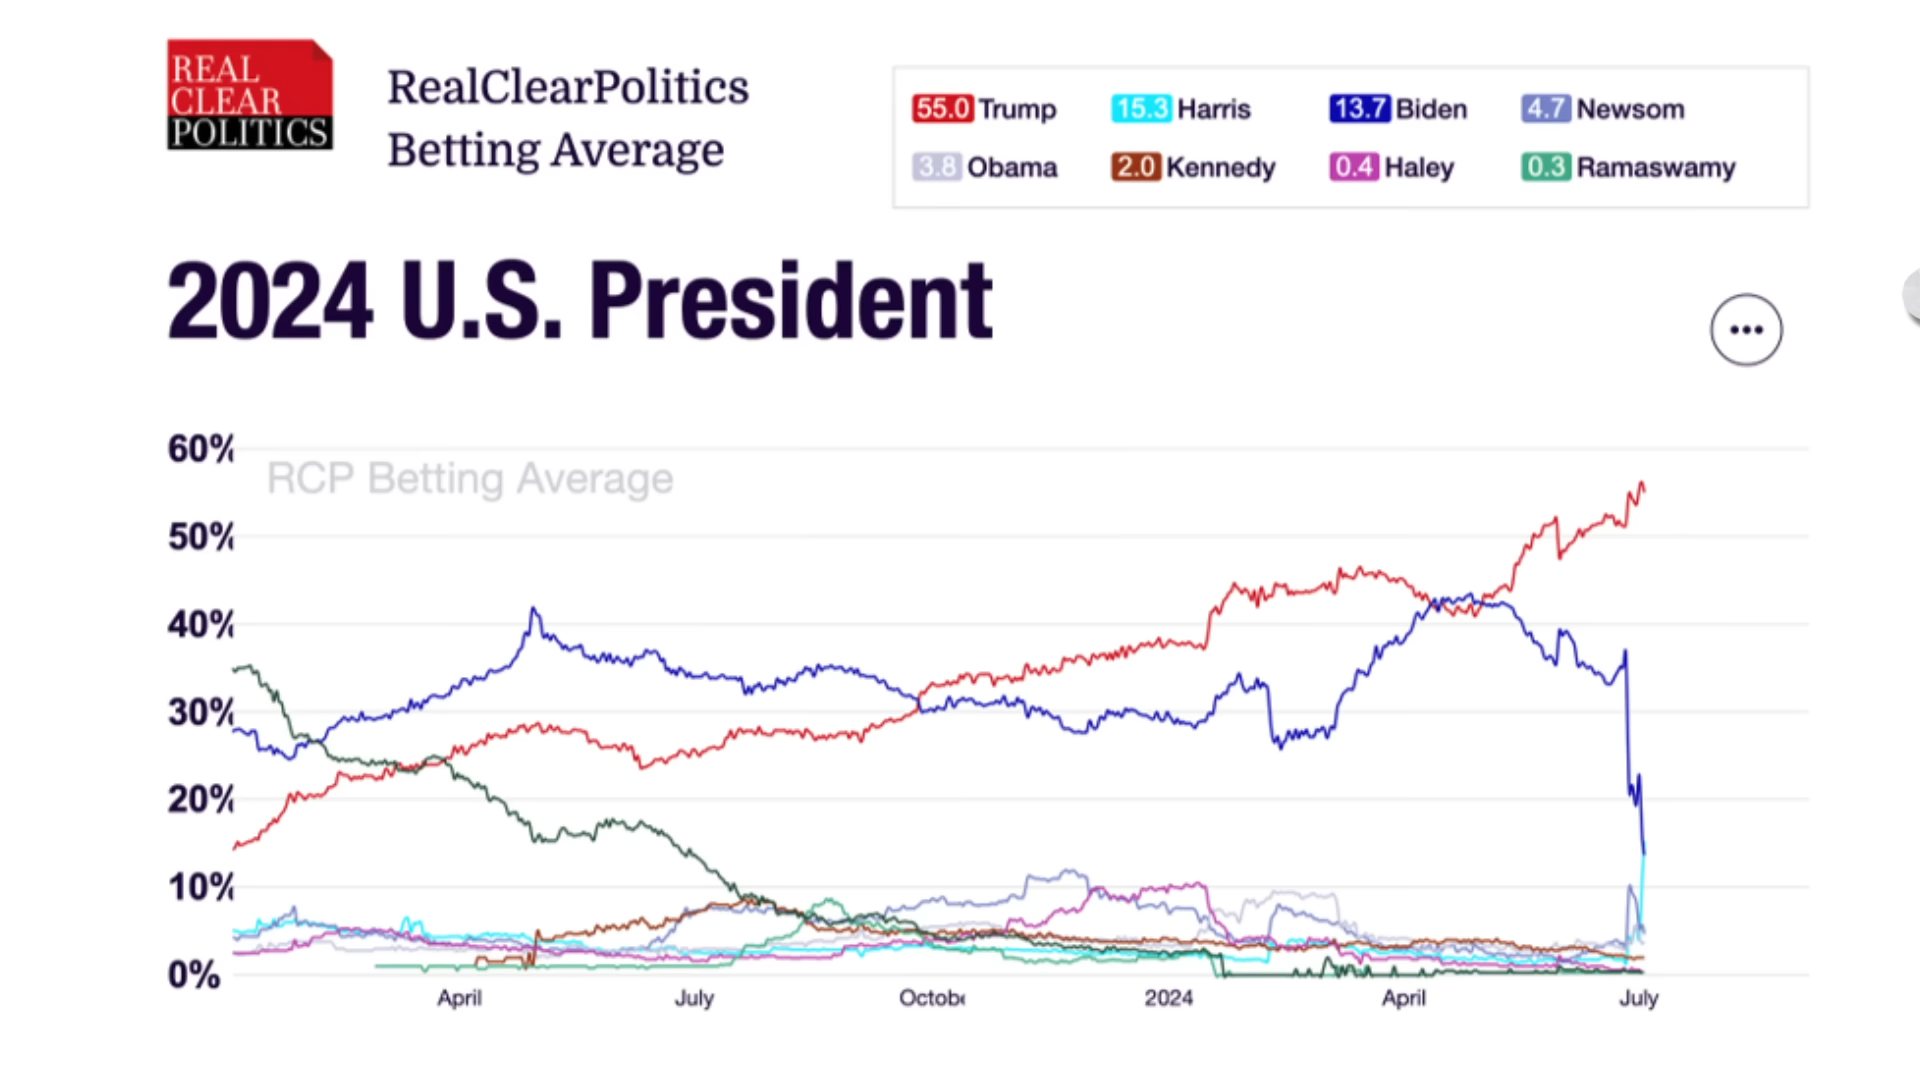 REAL
CLEAR
POLITICS
RealClearPolitics
Betting Average
55.0 Trump 15.3 Harris 13.7 Biden 4.7 Newsom
3.8 Obama 2.0 Kennedy 0.4 Haley 0.3 Ramaswamy
2024 U.S. President
60%
RCP Betting Average
50%
40%
30%
20%
10%
0%
April July Octobe 2024 April July